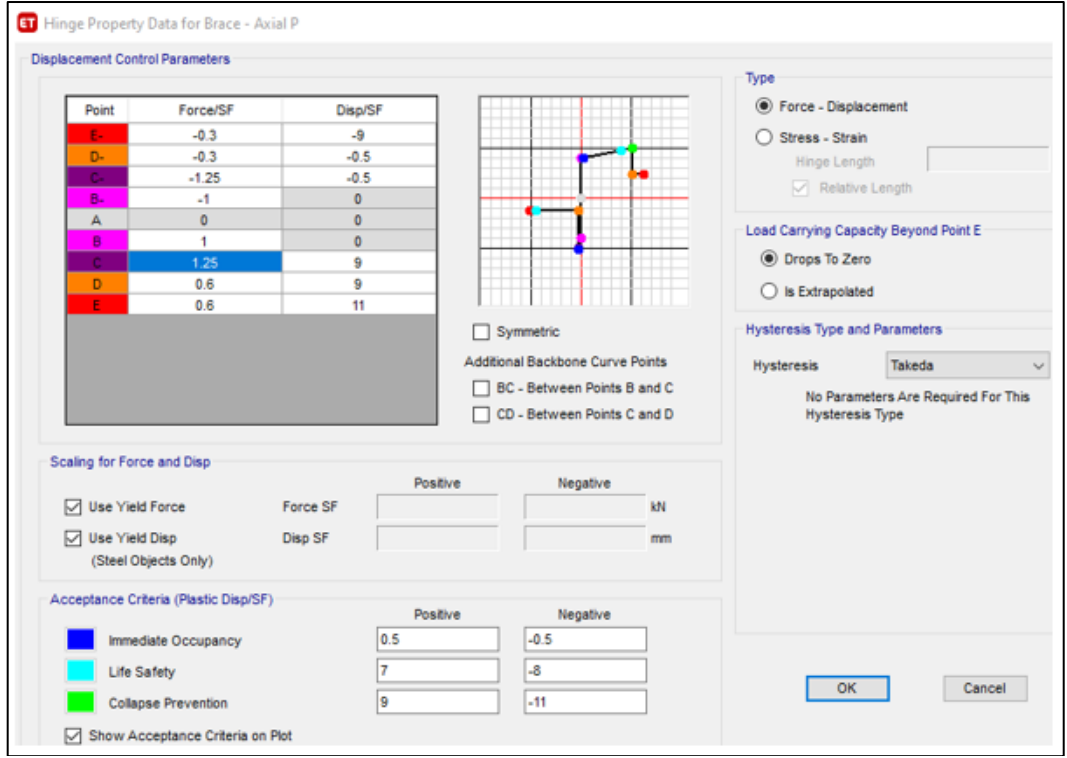 ET Hinge Property Data for Brace - Axial P
Displacement Control Parameters
Point Force/SF Disp/SF
E- -0.3 -9
D- -0.3 -0.5
C- -1.25 -0.5
B- -1 0
A 0 0
B 1 0
C 1.25 9
D 0.6 9
E 0.6 11
Symmetric
Additional Backbone Curve Points
BC - Between Points B and C
CD - Between Points C and D
Type
Force - Displacement
Stress - Strain
Hinge Length
Relative Length
Load Carrying Capacity Beyond Point E
Drops To Zero
Is Extrapolated
Hysteresis Type and Parameters
Hysteresis Takeda
No Parameters Are Required For This
Hysteresis Type
Scaling for Force and Disp
Positive Negative
Use Yield Force Force SF kN
Use Yield Disp Disp SF mm
(Steel Objects Only)
Acceptance Criteria (Plastic Disp/SF)
Positive Negative
Immediate Occupancy 0.5 -0.5
Life Safety 7 -8
Collapse Prevention 9 -11
Show Acceptance Criteria on Plot
OK Cancel